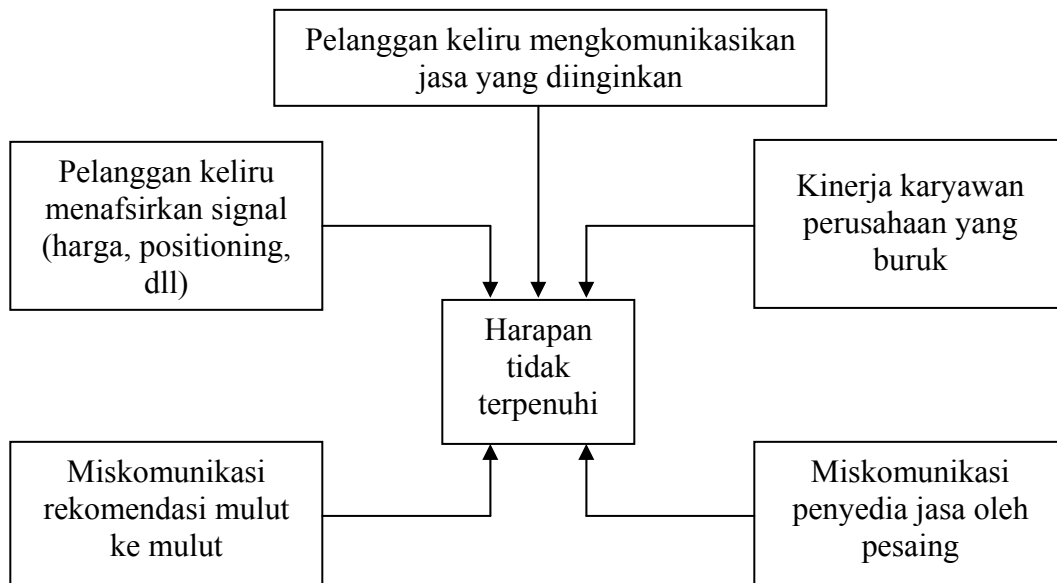 Pelanggan keliru mengkomunikasikan
jasa yang diinginkan
Pelanggan keliru
menafsirkan signal
(harga, positioning,
dll)
Kinerja karyawan
perusahaan yang
buruk
Harapan
tidak
terpenuhi
Miskomunikasi
rekomendasi mulut
ke mulut
Miskomunikasi
penyedia jasa oleh
pesaing